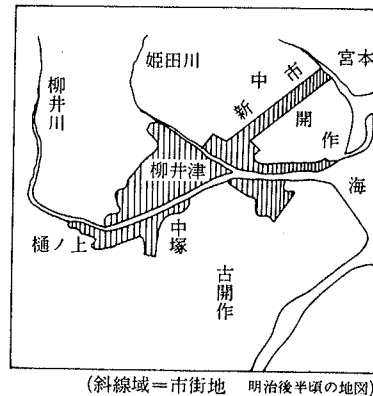 宮本
姫田川
中市
新
開作
柳井川
柳井津
海
中塚
樋ノ上
古開作
(斜線域=市街地 明治後半頃の地図)